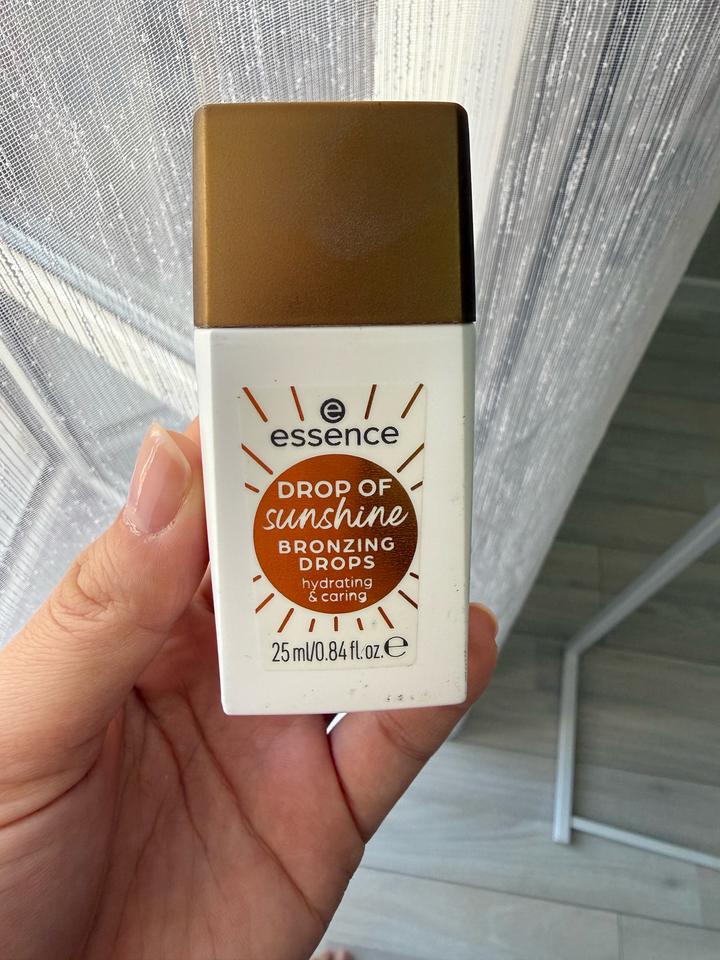 e
essence
DROP OF
sunshine
BRONZING
DROPS
hydrating
& caring
25 ml/0.84 fl. oz. ℮